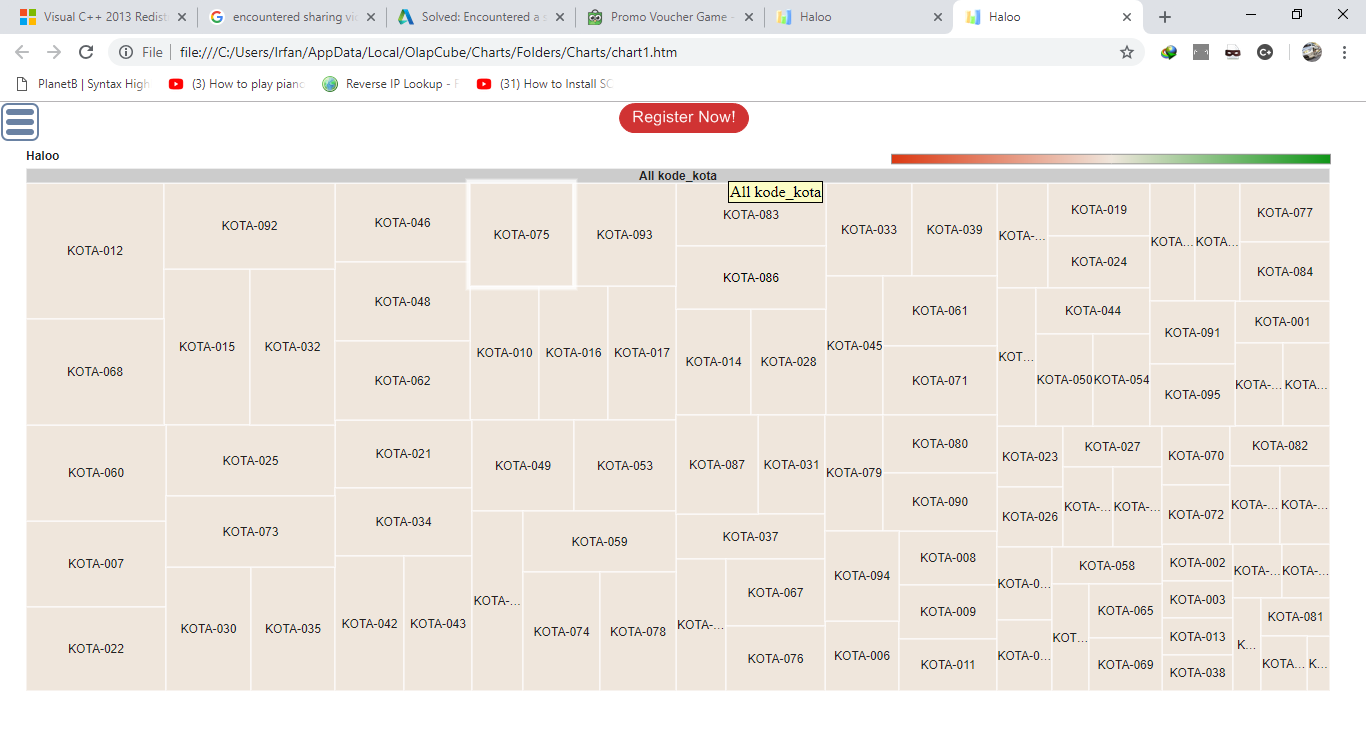 Visual C++ 2013 Redist
encountered sharing vio
Solved: Encountered a s
Promo Voucher Game -
Haloo
Haloo
File
file:///C:/Users/Irfan/AppData/Local/OlapCube/Charts/Folders/Charts/chart1.htm
PlanetB | Syntax High
(3) How to play piano
Reverse IP Lookup - F
(31) How to Install SC
Register Now!
Haloo
All kode_kota
All kode_kota
KOTA-012
KOTA-092
KOTA-046
KOTA-075
KOTA-093
KOTA-083
KOTA-033
KOTA-039
KOTA-...
KOTA-019
KOTA...
KOTA...
KOTA-077
KOTA-024
KOTA-084
KOTA-086
KOTA-068
KOTA-015
KOTA-032
KOTA-048
KOTA-062
KOTA-010
KOTA-016
KOTA-017
KOTA-014
KOTA-028
KOTA-045
KOTA-061
KOTA-071
KOT...
KOTA-044
KOTA-050
KOTA-054
KOTA-091
KOTA-095
KOTA-001
KOTA-...
KOTA...
KOTA-060
KOTA-007
KOTA-022
KOTA-025
KOTA-073
KOTA-030
KOTA-035
KOTA-021
KOTA-034
KOTA-042
KOTA-043
KOTA-049
KOTA-053
KOTA-...
KOTA-059
KOTA-074
KOTA-078
KOTA-087
KOTA-031
KOTA-037
KOTA-...
KOTA-067
KOTA-076
KOTA-079
KOTA-080
KOTA-090
KOTA-094
KOTA-006
KOTA-008
KOTA-009
KOTA-011
KOTA-023
KOTA-026
KOTA-027
KOTA-...
KOTA-...
KOTA-0...
KOTA-0...
KOTA-058
KOT...
KOTA-065
KOTA-069
KOTA-070
KOTA-072
KOTA-082
KOTA-...
KOTA-...
KOTA-002
KOTA-003
KOTA-013
KOTA-038
KOTA-...
KOTA-...
K...
KOTA-081
KOTA...
K...